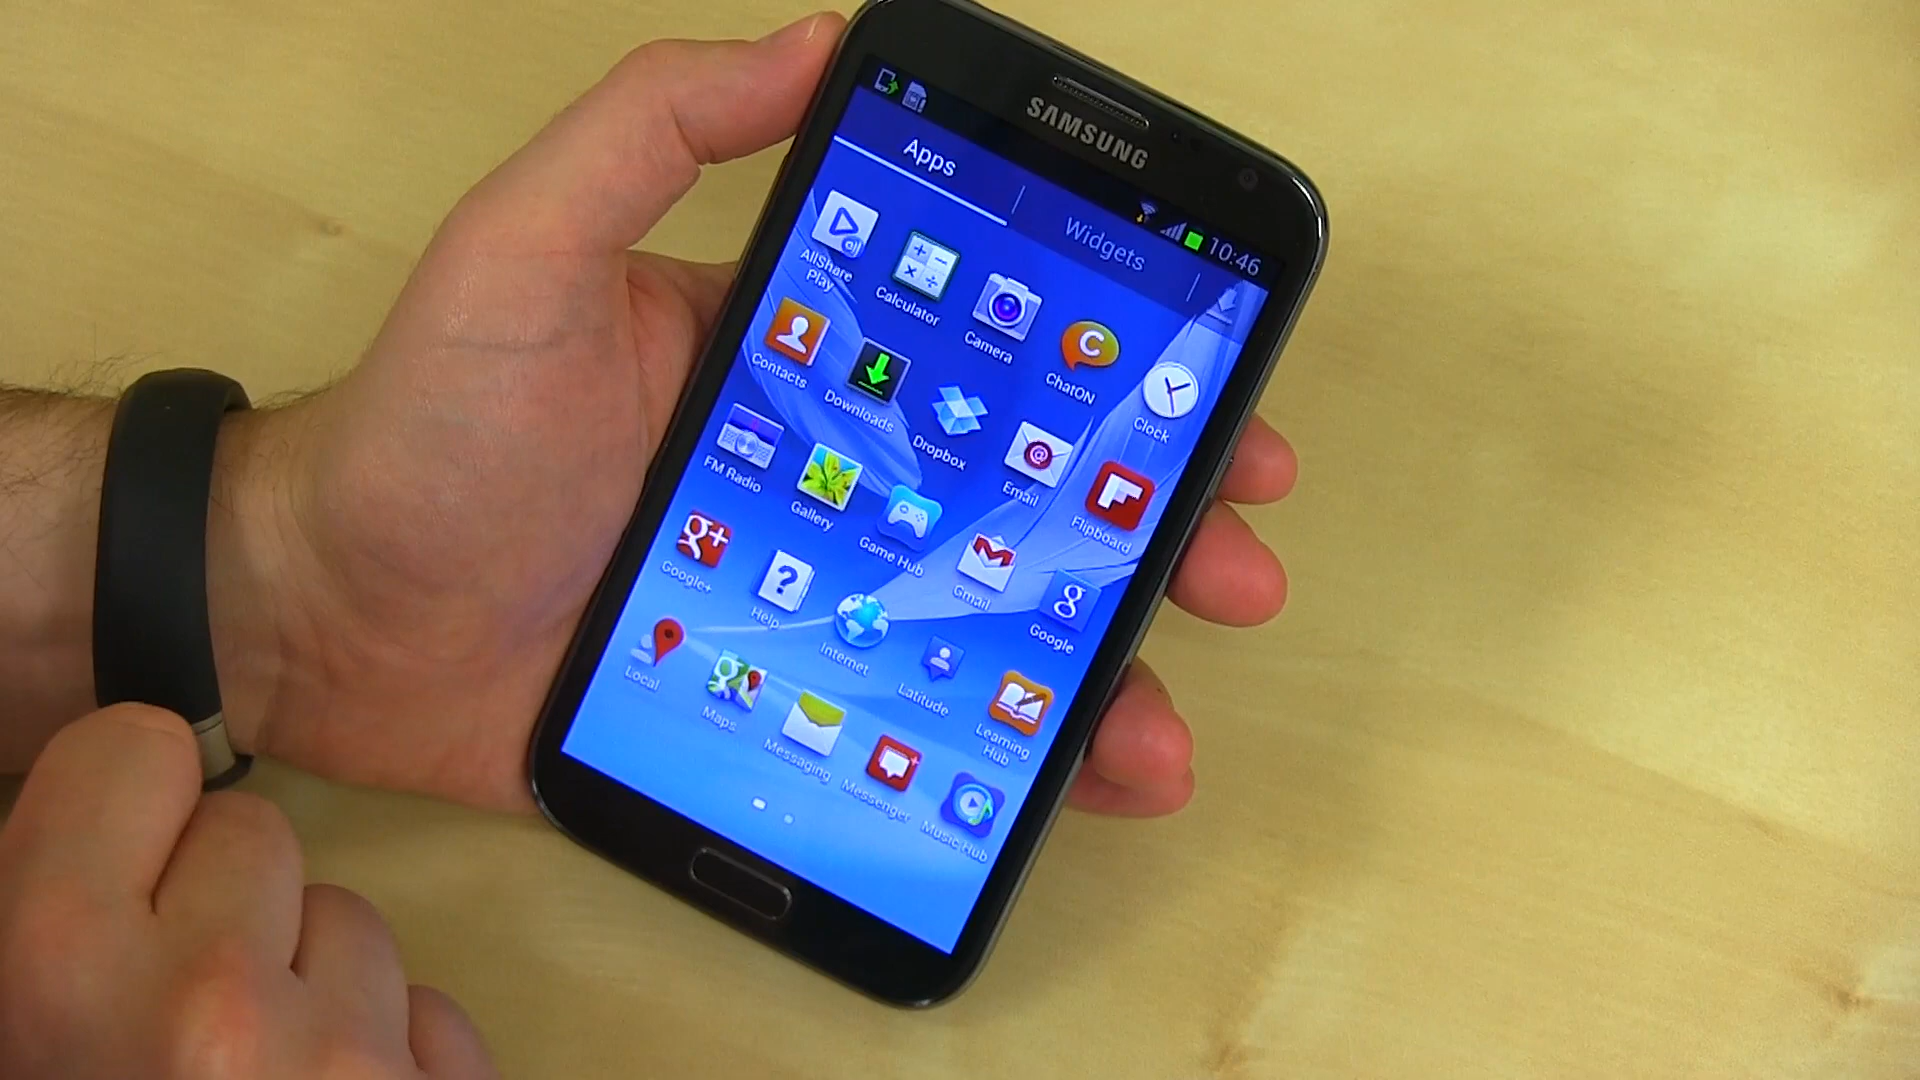 SAMSUNG
10:46
Apps
Widgets
AllShare
Play
Calculator
Camera
ChatON
Clock
Contacts
Downloads
Dropbox
Email
Flipboard
FM Radio
Gallery
Game Hub
Gmail
Google
Google+
Help
Internet
Latitude
Learning
Hub
Local
Maps
Messaging
Messenger
Music Hub